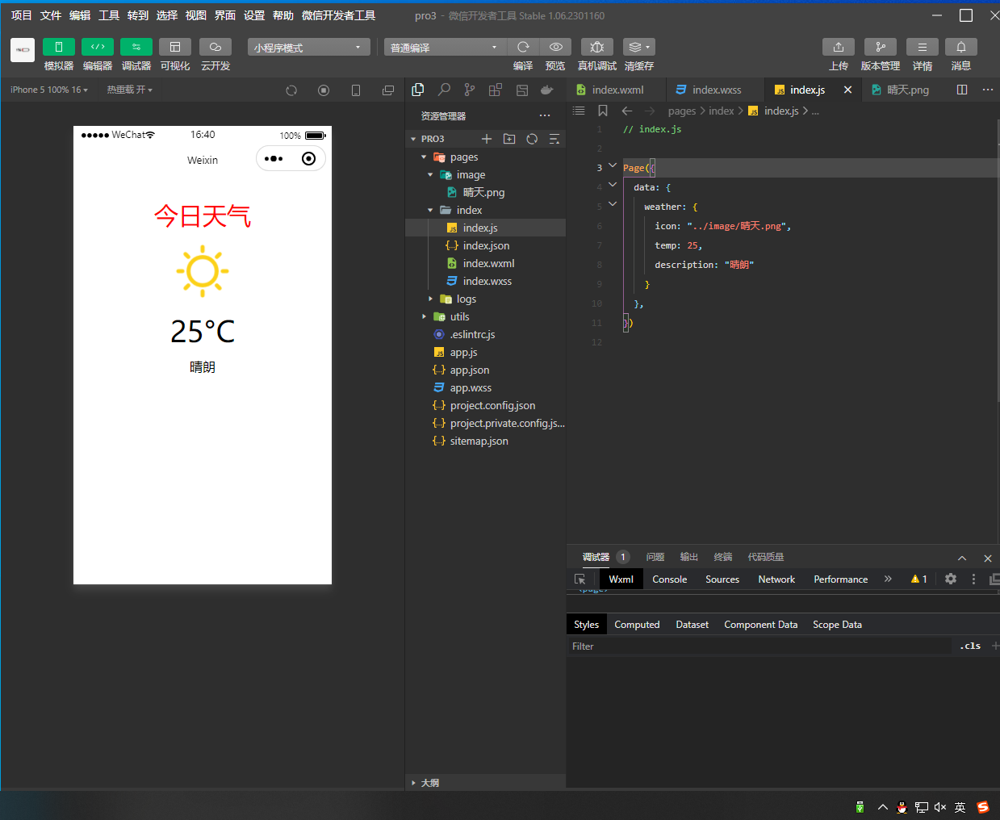 项目 文件 编辑 工具 转到 选择 视图 界面 设置 帮助 微信开发者工具
pro3 - 微信开发者工具 Stable 1.06.2301160
小程序模式
普通编译
模拟器 编辑器 调试器 可视化 云开发
编译 预览 真机调试 清缓存
上传 版本管理 详情 消息
iPhone 5 100% 16
热重载 开
WeChat
16:40
100%
Weixin
今日天气
25°C
晴朗
资源管理器
PRO3
pages
image
晴天.png
index
index.js
index.json
index.wxml
index.wxss
logs
utils
.eslintrc.js
app.js
app.json
app.wxss
project.config.json
project.private.config.js...
sitemap.json
大纲
index.wxml
index.wxss
index.js
晴天.png
pages > index > index.js > ...
1 // index.js
2
3 Page({
4 data: {
5 weather: {
6 icon: "../image/晴天.png",
7 temp: 25,
8 description: "晴朗"
9 }
10 },
11 })
12
调试器 1 问题 输出 终端 代码质量
Wxml Console Sources Network Performance » 1
<page>
Styles Computed Dataset Component Data Scope Data
Filter
.cls +
英